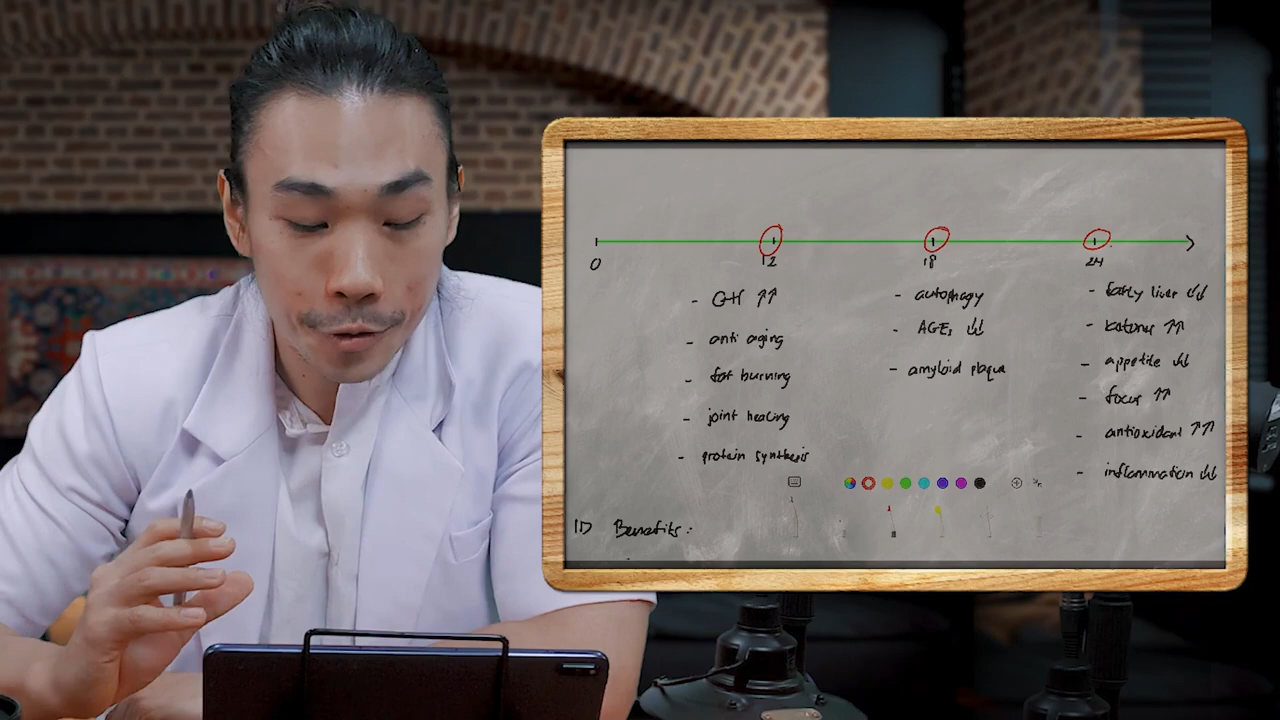 0 12 18 24
- GH ↑↑
- anti aging
- fat burning
- joint healing
- protein synthesis
- autophagy
- AGEs ↓↓
- amyloid plaque
- fatty liver ↓↓
- ketones ↑↑
- appetite ↓↓
- focus ↑↑
- antioxidant ↑↑
- inflammation ↓↓
II) Benefits: